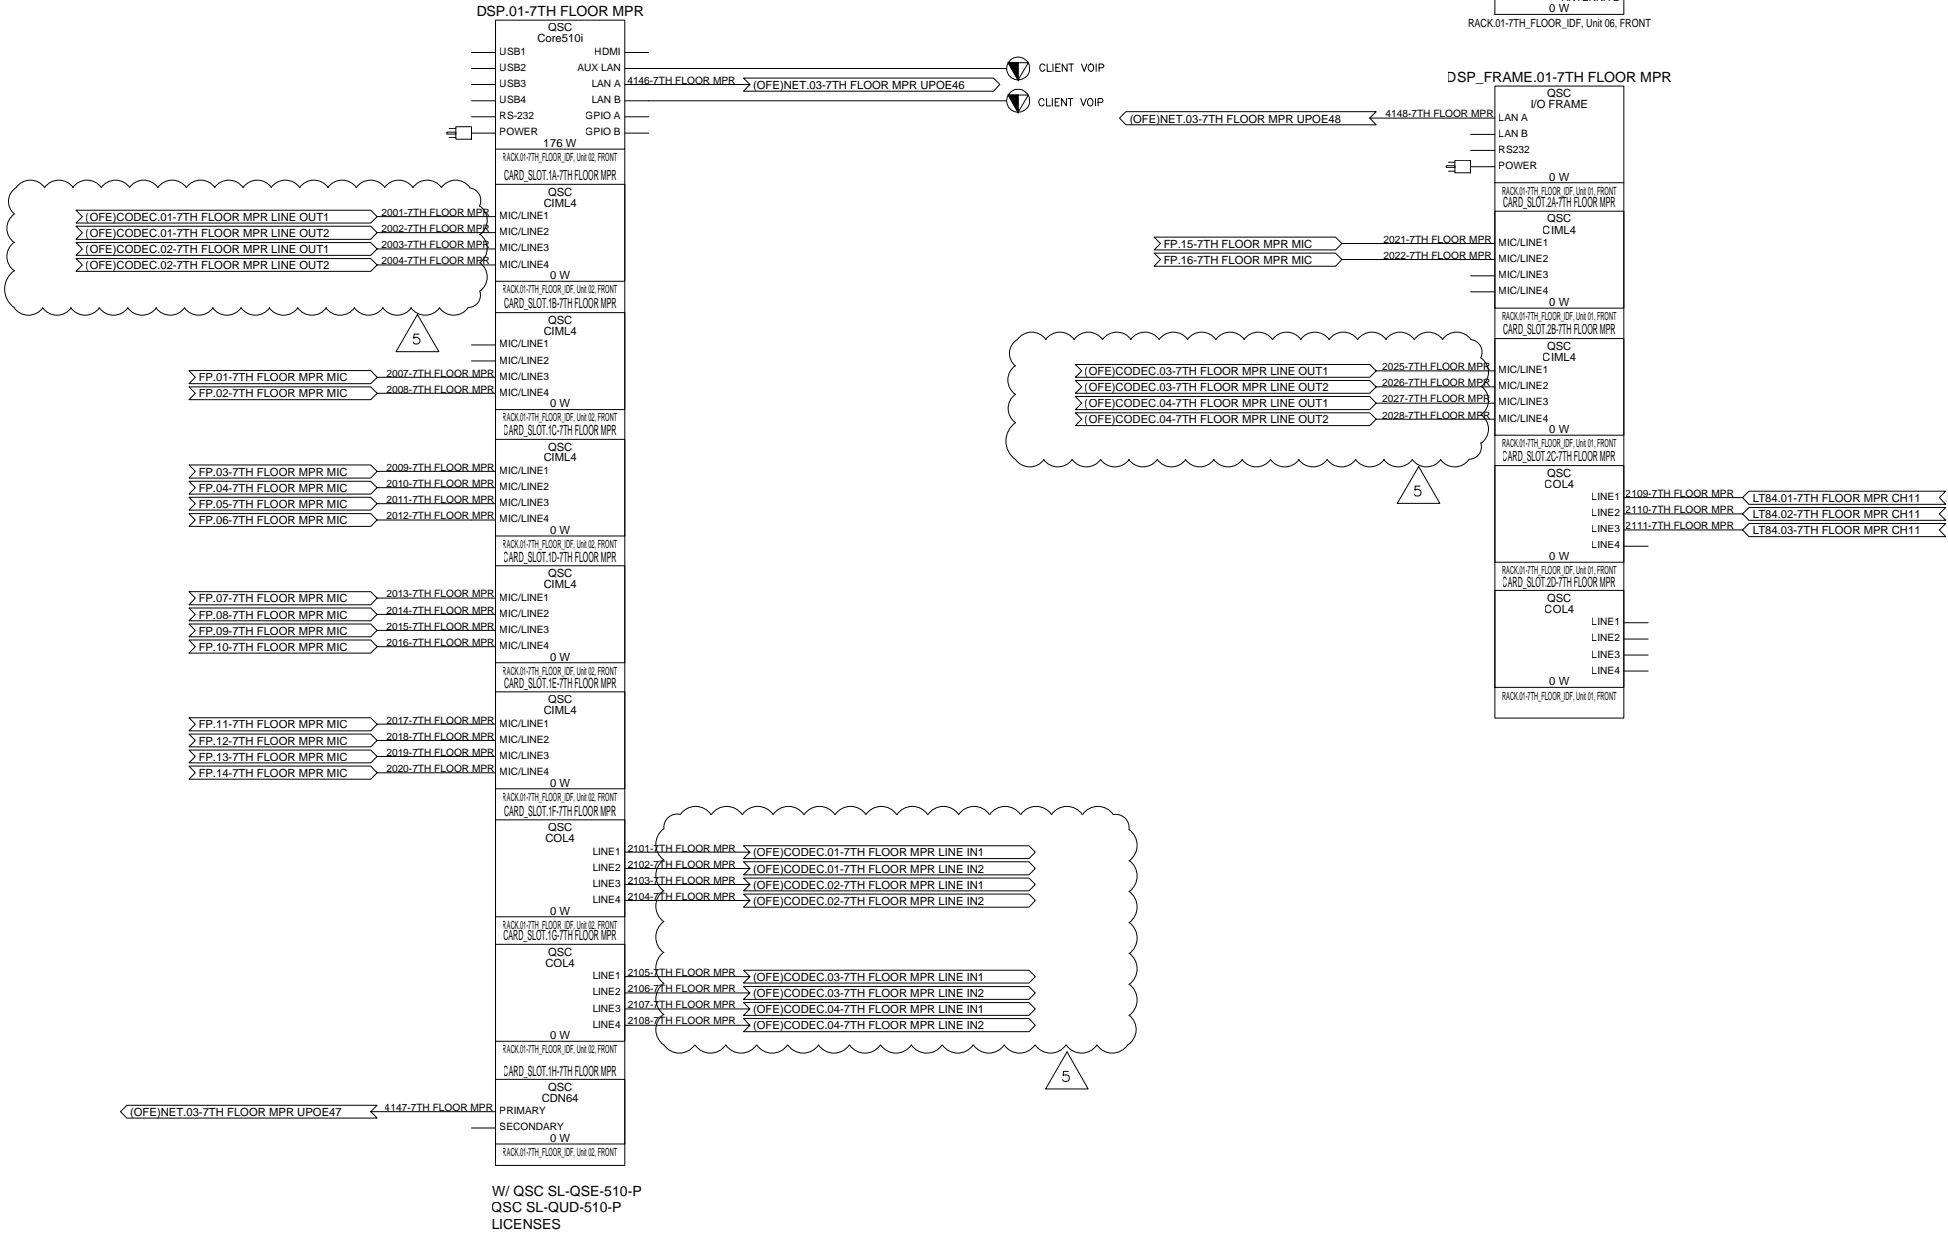 DSP.01-7TH FLOOR MPR
QSC
Core510i
USB1 HDMI
USB2 AUX LAN CLIENT VOIP
USB3 LAN A 4146-7TH FLOOR MPR (OFE)NET.03-7TH FLOOR MPR UPOE46
USB4 LAN B CLIENT VOIP
RS-232 GPIO A
POWER GPIO B
176 W
RACK.01-7TH_FLOOR_IDF, Unit 02, FRONT
CARD_SLOT.1A-7TH FLOOR MPR
QSC
CIML4
(OFE)CODEC.01-7TH FLOOR MPR LINE OUT1 2001-7TH FLOOR MPR MIC/LINE1
(OFE)CODEC.01-7TH FLOOR MPR LINE OUT2 2002-7TH FLOOR MPR MIC/LINE2
(OFE)CODEC.02-7TH FLOOR MPR LINE OUT1 2003-7TH FLOOR MPR MIC/LINE3
(OFE)CODEC.02-7TH FLOOR MPR LINE OUT2 2004-7TH FLOOR MPR MIC/LINE4
0 W
RACK.01-7TH_FLOOR_IDF, Unit 02, FRONT
CARD_SLOT.1B-7TH FLOOR MPR
5
QSC
CIML4
MIC/LINE1
MIC/LINE2
FP.01-7TH FLOOR MPR MIC 2007-7TH FLOOR MPR MIC/LINE3
FP.02-7TH FLOOR MPR MIC 2008-7TH FLOOR MPR MIC/LINE4
0 W
RACK.01-7TH_FLOOR_IDF, Unit 02, FRONT
CARD_SLOT.1C-7TH FLOOR MPR
QSC
CIML4
FP.03-7TH FLOOR MPR MIC 2009-7TH FLOOR MPR MIC/LINE1
FP.04-7TH FLOOR MPR MIC 2010-7TH FLOOR MPR MIC/LINE2
FP.05-7TH FLOOR MPR MIC 2011-7TH FLOOR MPR MIC/LINE3
FP.06-7TH FLOOR MPR MIC 2012-7TH FLOOR MPR MIC/LINE4
0 W
RACK.01-7TH_FLOOR_IDF, Unit 02, FRONT
CARD_SLOT.1D-7TH FLOOR MPR
QSC
CIML4
FP.07-7TH FLOOR MPR MIC 2013-7TH FLOOR MPR MIC/LINE1
FP.08-7TH FLOOR MPR MIC 2014-7TH FLOOR MPR MIC/LINE2
FP.09-7TH FLOOR MPR MIC 2015-7TH FLOOR MPR MIC/LINE3
FP.10-7TH FLOOR MPR MIC 2016-7TH FLOOR MPR MIC/LINE4
0 W
RACK.01-7TH_FLOOR_IDF, Unit 02, FRONT
CARD_SLOT.1E-7TH FLOOR MPR
QSC
CIML4
FP.11-7TH FLOOR MPR MIC 2017-7TH FLOOR MPR MIC/LINE1
FP.12-7TH FLOOR MPR MIC 2018-7TH FLOOR MPR MIC/LINE2
FP.13-7TH FLOOR MPR MIC 2019-7TH FLOOR MPR MIC/LINE3
FP.14-7TH FLOOR MPR MIC 2020-7TH FLOOR MPR MIC/LINE4
0 W
RACK.01-7TH_FLOOR_IDF, Unit 02, FRONT
CARD_SLOT.1F-7TH FLOOR MPR
QSC
COL4
LINE1 2101-7TH FLOOR MPR (OFE)CODEC.01-7TH FLOOR MPR LINE IN1
LINE2 2102-7TH FLOOR MPR (OFE)CODEC.01-7TH FLOOR MPR LINE IN2
LINE3 2103-7TH FLOOR MPR (OFE)CODEC.02-7TH FLOOR MPR LINE IN1
LINE4 2104-7TH FLOOR MPR (OFE)CODEC.02-7TH FLOOR MPR LINE IN2
0 W
RACK.01-7TH_FLOOR_IDF, Unit 02, FRONT
CARD_SLOT.1G-7TH FLOOR MPR
QSC
COL4
LINE1 2105-7TH FLOOR MPR (OFE)CODEC.03-7TH FLOOR MPR LINE IN1
LINE2 2106-7TH FLOOR MPR (OFE)CODEC.03-7TH FLOOR MPR LINE IN2
LINE3 2107-7TH FLOOR MPR (OFE)CODEC.04-7TH FLOOR MPR LINE IN1
LINE4 2108-7TH FLOOR MPR (OFE)CODEC.04-7TH FLOOR MPR LINE IN2
0 W
RACK.01-7TH_FLOOR_IDF, Unit 02, FRONT
5
CARD_SLOT.1H-7TH FLOOR MPR
QSC
CDN64
(OFE)NET.03-7TH FLOOR MPR UPOE47 4147-7TH FLOOR MPR PRIMARY
SECONDARY
0 W
RACK.01-7TH_FLOOR_IDF, Unit 02, FRONT
W/ QSC SL-QSE-510-P
QSC SL-QUD-510-P
LICENSES
0 W
RACK.01-7TH_FLOOR_IDF, Unit 06, FRONT
DSP_FRAME.01-7TH FLOOR MPR
QSC
I/O FRAME
(OFE)NET.03-7TH FLOOR MPR UPOE48 4148-7TH FLOOR MPR LAN A
LAN B
RS232
POWER
0 W
RACK.01-7TH_FLOOR_IDF, Unit 01, FRONT
CARD_SLOT.2A-7TH FLOOR MPR
QSC
CIML4
FP.15-7TH FLOOR MPR MIC 2021-7TH FLOOR MPR MIC/LINE1
FP.16-7TH FLOOR MPR MIC 2022-7TH FLOOR MPR MIC/LINE2
MIC/LINE3
MIC/LINE4
0 W
RACK.01-7TH_FLOOR_IDF, Unit 01, FRONT
CARD_SLOT.2B-7TH FLOOR MPR
QSC
CIML4
(OFE)CODEC.03-7TH FLOOR MPR LINE OUT1 2025-7TH FLOOR MPR MIC/LINE1
(OFE)CODEC.03-7TH FLOOR MPR LINE OUT2 2026-7TH FLOOR MPR MIC/LINE2
(OFE)CODEC.04-7TH FLOOR MPR LINE OUT1 2027-7TH FLOOR MPR MIC/LINE3
(OFE)CODEC.04-7TH FLOOR MPR LINE OUT2 2028-7TH FLOOR MPR MIC/LINE4
0 W
RACK.01-7TH_FLOOR_IDF, Unit 01, FRONT
CARD_SLOT.2C-7TH FLOOR MPR
5
QSC
COL4
LINE1 2109-7TH FLOOR MPR LT84.01-7TH FLOOR MPR CH11
LINE2 2110-7TH FLOOR MPR LT84.02-7TH FLOOR MPR CH11
LINE3 2111-7TH FLOOR MPR LT84.03-7TH FLOOR MPR CH11
LINE4
0 W
RACK.01-7TH_FLOOR_IDF, Unit 01, FRONT
CARD_SLOT.2D-7TH FLOOR MPR
QSC
COL4
LINE1
LINE2
LINE3
LINE4
0 W
RACK.01-7TH_FLOOR_IDF, Unit 01, FRONT